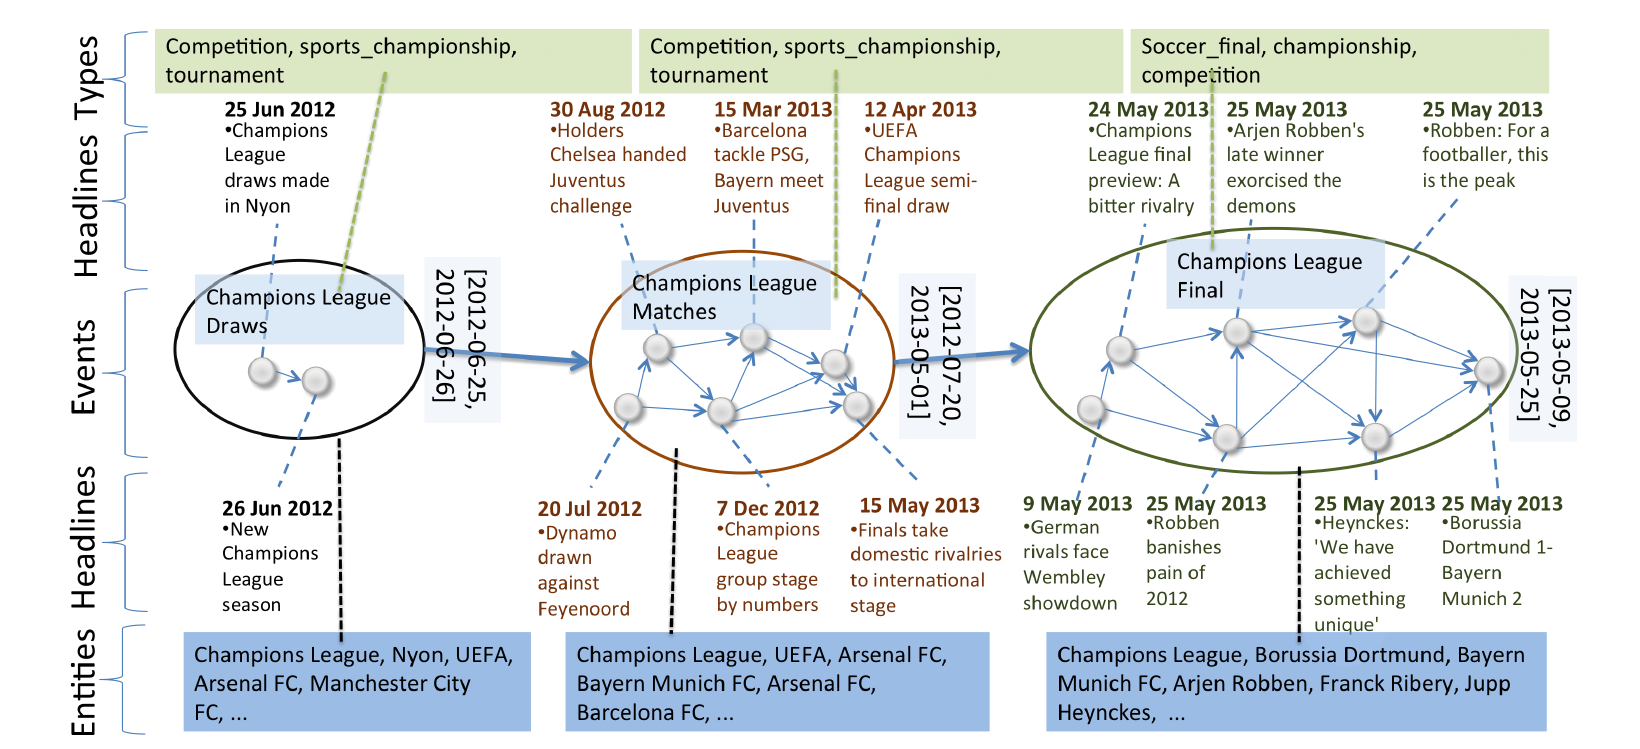 Types
Competition, sports_championship,
tournament
Competition, sports_championship,
tournament
Soccer_final, championship,
competition
Headlines
25 Jun 2012
•Champions
League
draws made
in Nyon
30 Aug 2012
•Holders
Chelsea handed
Juventus
challenge
15 Mar 2013
•Barcelona
tackle PSG,
Bayern meet
Juventus
12 Apr 2013
•UEFA
Champions
League semi-
final draw
24 May 2013
•Champions
League final
preview: A
bitter rivalry
25 May 2013
•Arjen Robben's
late winner
exorcised the
demons
25 May 2013
•Robben: For a
footballer, this
is the peak
Events
Champions League
Draws
[2012-06-25,
2012-06-26]
Champions League
Matches
[2012-07-20,
2013-05-01]
Champions League
Final
[2013-05-09,
2013-05-25]
Headlines
26 Jun 2012
•New
Champions
League
season
20 Jul 2012
•Dynamo
drawn
against
Feyenoord
7 Dec 2012
•Champions
League
group stage
by numbers
15 May 2013
•Finals take
domestic rivalries
to international
stage
9 May 2013
•German
rivals face
Wembley
showdown
25 May 2013
•Robben
banishes
pain of
2012
25 May 2013
•Heynckes:
'We have
achieved
something
unique'
25 May 2013
•Borussia
Dortmund 1-
Bayern
Munich 2
Entities
Champions League, Nyon, UEFA,
Arsenal FC, Manchester City
FC, ...
Champions League, UEFA, Arsenal FC,
Bayern Munich FC, Arsenal FC,
Barcelona FC, ...
Champions League, Borussia Dortmund, Bayern
Munich FC, Arjen Robben, Franck Ribery, Jupp
Heynckes, ...